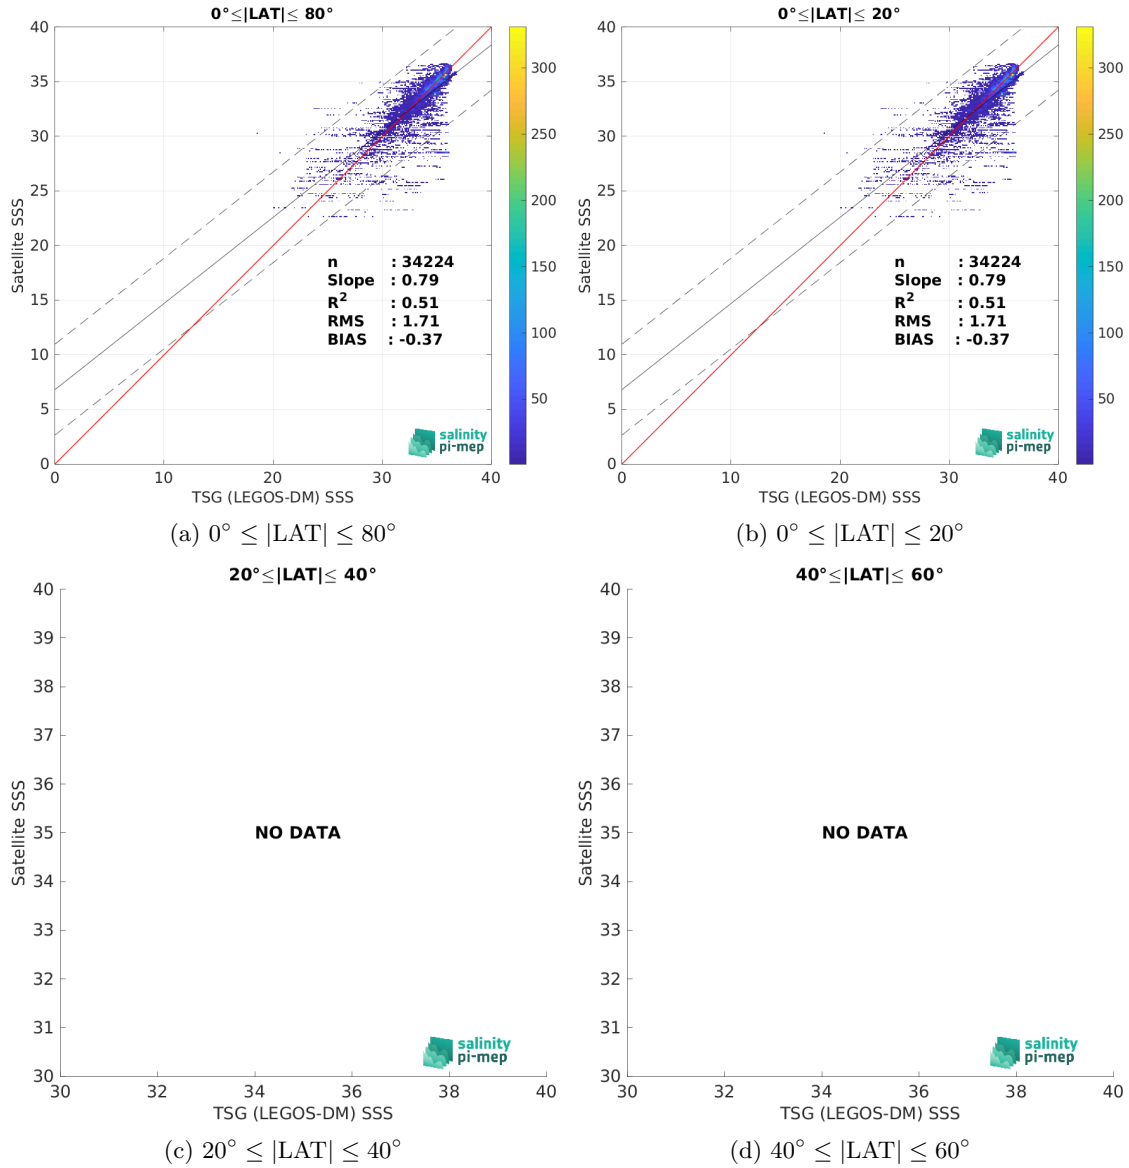 0°≤|LAT|≤ 80°
40
35
30
25
20
15
10
5
0
0
10
20
30
40
Satellite SSS
TSG (LEGOS-DM) SSS
n : 34224
Slope : 0.79
R² : 0.51
RMS : 1.71
BIAS : -0.37
salinity
pi-mep
300
250
200
150
100
50
(a) 0° ≤ |LAT| ≤ 80°
0°≤|LAT|≤ 20°
40
35
30
25
20
15
10
5
0
0
10
20
30
40
Satellite SSS
TSG (LEGOS-DM) SSS
n : 34224
Slope : 0.79
R² : 0.51
RMS : 1.71
BIAS : -0.37
salinity
pi-mep
300
250
200
150
100
50
(b) 0° ≤ |LAT| ≤ 20°
20°≤|LAT|≤ 40°
40
39
38
37
36
35
34
33
32
31
30
30
32
34
36
38
40
Satellite SSS
NO DATA
salinity
pi-mep
TSG (LEGOS-DM) SSS
(c) 20° ≤ |LAT| ≤ 40°
40°≤|LAT|≤ 60°
40
39
38
37
36
35
34
33
32
31
30
30
32
34
36
38
40
Satellite SSS
NO DATA
salinity
pi-mep
TSG (LEGOS-DM) SSS
(d) 40° ≤ |LAT| ≤ 60°